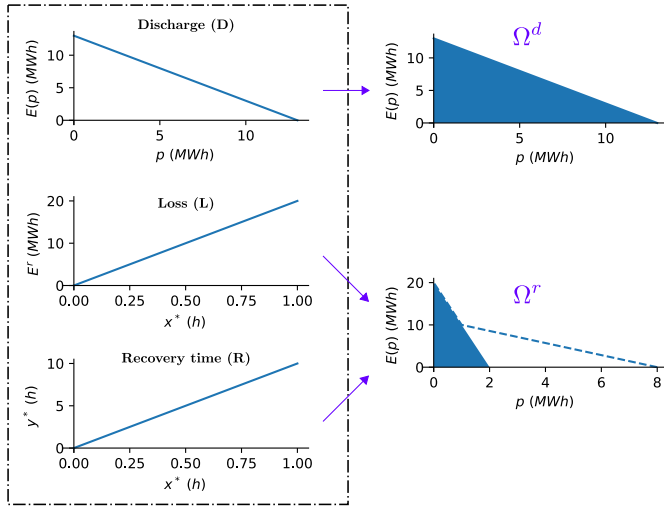 Discharge (D)
E(p) (MWh)
10
5
0
0
5
10
p (MWh)
Ω^d
E(p) (MWh)
10
5
0
0
5
10
p (MWh)
Loss (L)
E^r (MWh)
20
10
0
0.00
0.25
0.50
0.75
1.00
x* (h)
Ω^r
E(p) (MWh)
20
10
0
0
2
4
6
8
p (MWh)
Recovery time (R)
y* (h)
10
5
0
0.00
0.25
0.50
0.75
1.00
x* (h)